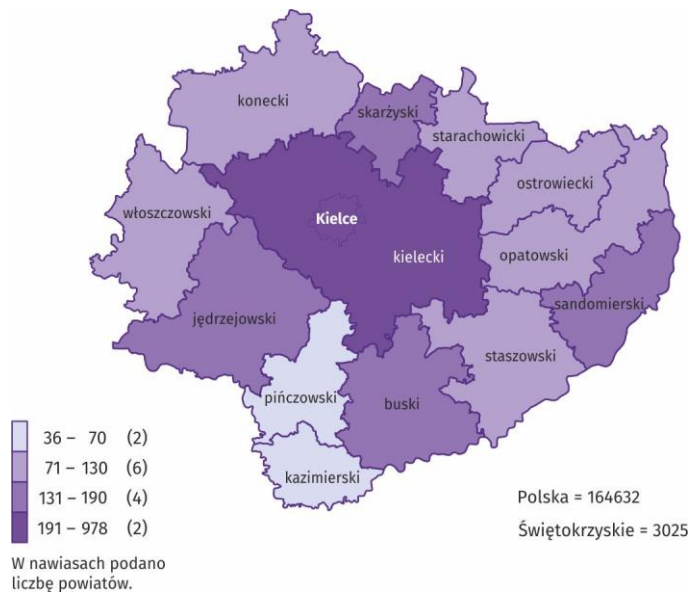 konecki
skarżyski
starachowicki
ostrowiecki
włoszczowski
Kielce
kielecki
opatowski
sandomierski
jędrzejowski
staszowski
pińczowski
buski
kazimierski
36 – 70 (2)
71 – 130 (6)
131 – 190 (4)
191 – 978 (2)
W nawiasach podano
liczbę powiatów.
Polska = 164632
Świętokrzyskie = 3025